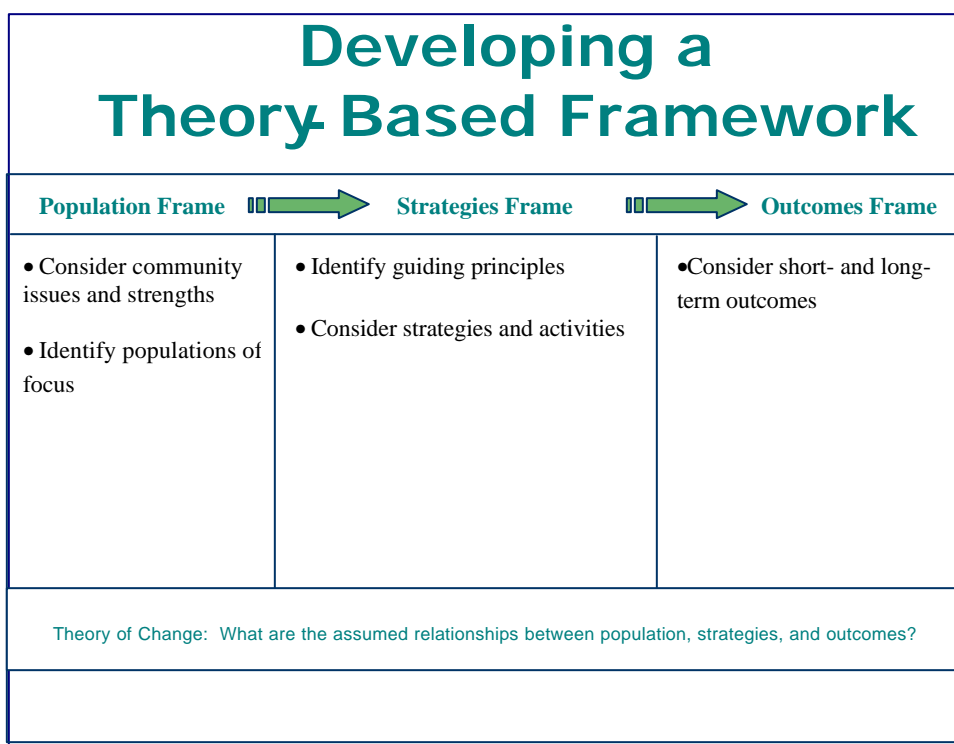 Developing a
Theory- Based Framework
Population Frame Strategies Frame Outcomes Frame
• Consider community
issues and strengths
• Identify populations of
focus
• Identify guiding principles
• Consider strategies and activities
•Consider short- and long-
term outcomes
Theory of Change: What are the assumed relationships between population, strategies, and outcomes?